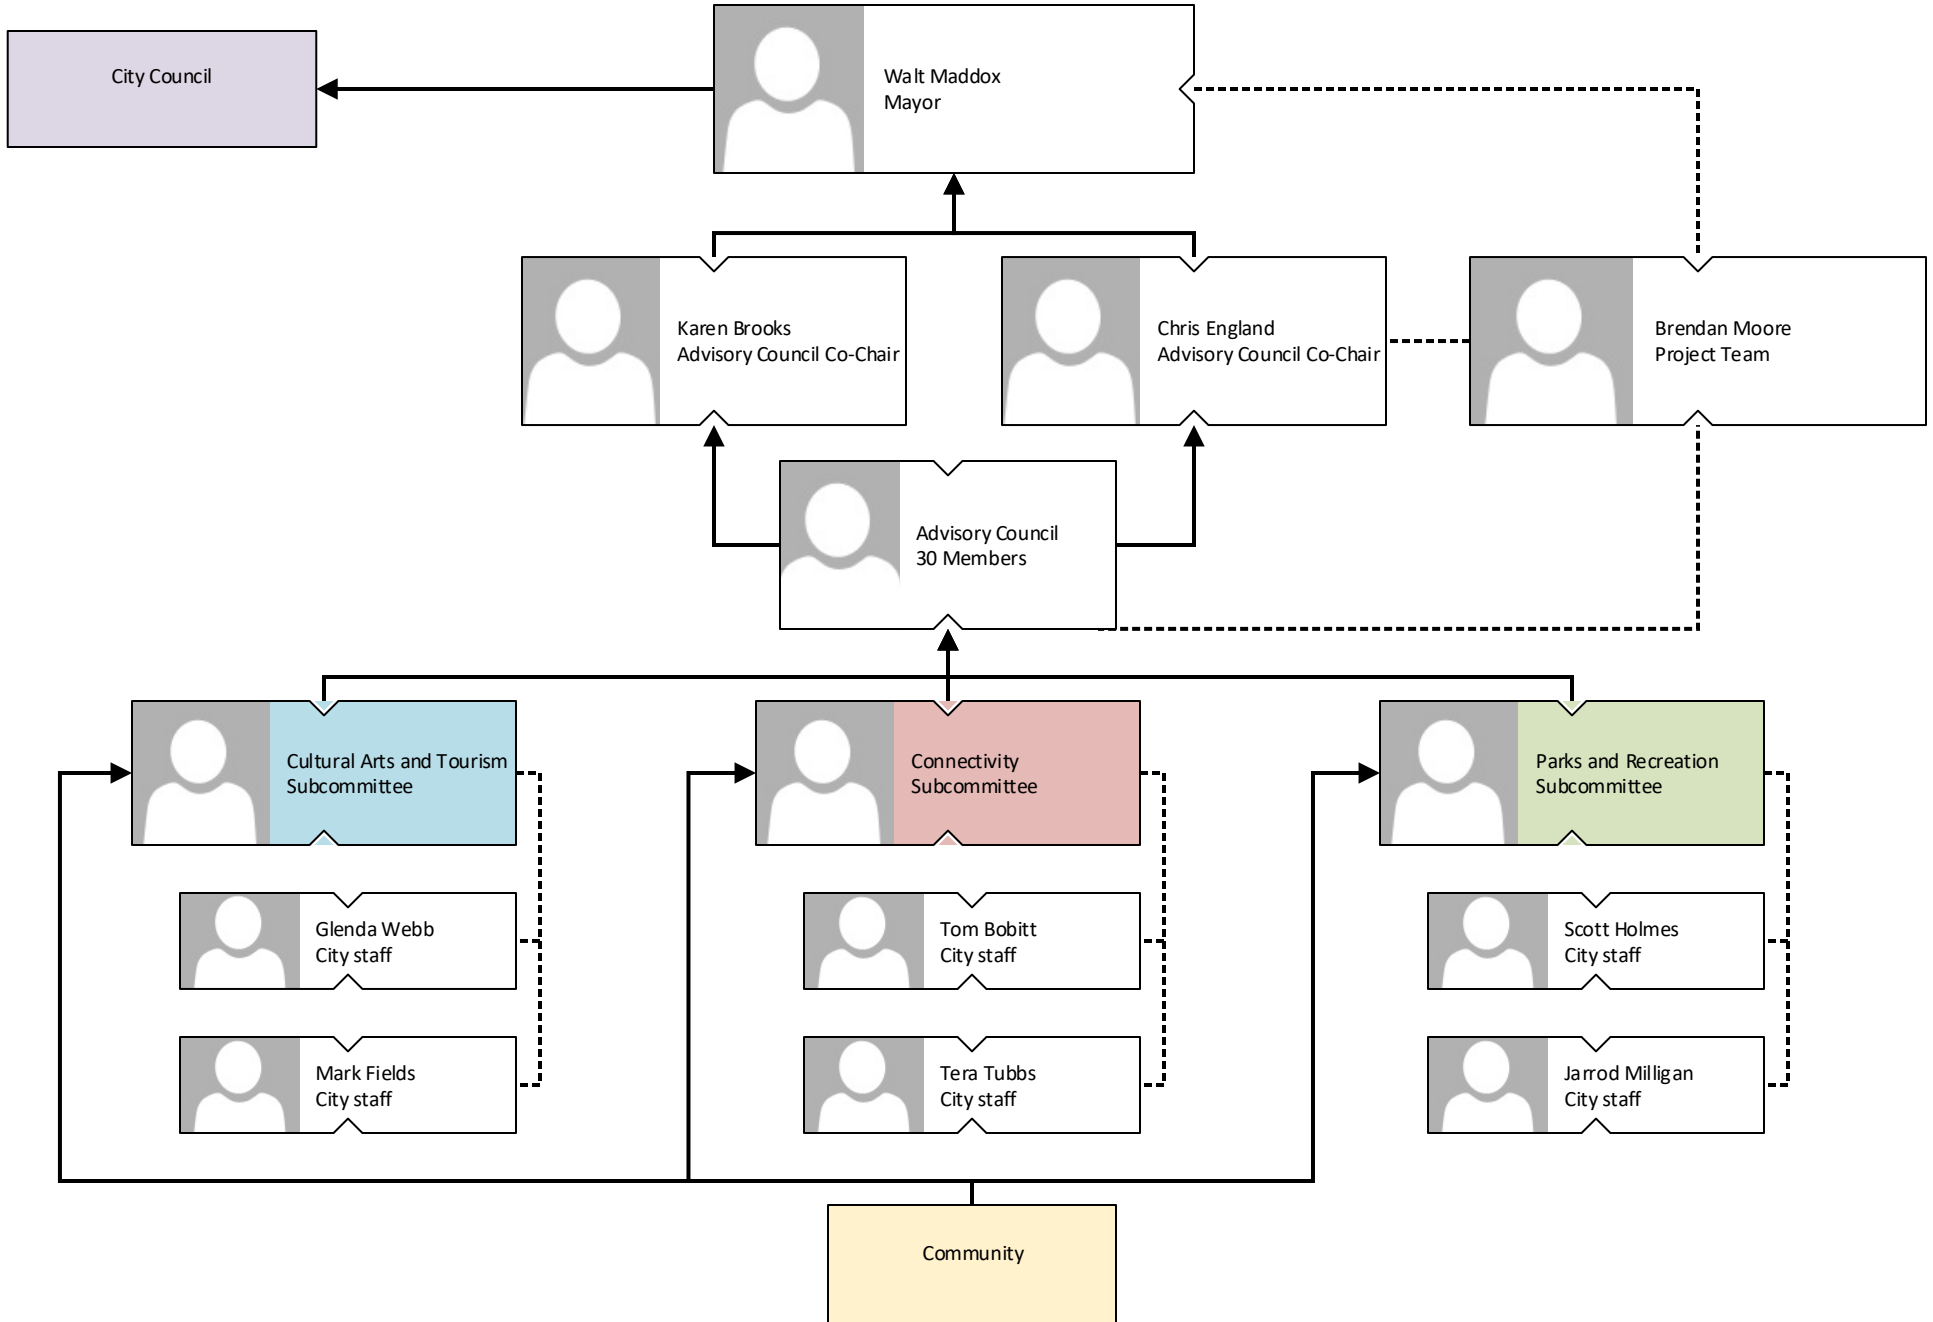 City Council
Walt Maddox
Mayor
Karen Brooks
Advisory Council Co-Chair
Chris England
Advisory Council Co-Chair
Brendan Moore
Project Team
Advisory Council
30 Members
Cultural Arts and Tourism
Subcommittee
Connectivity
Subcommittee
Parks and Recreation
Subcommittee
Glenda Webb
City staff
Tom Bobitt
City staff
Scott Holmes
City staff
Mark Fields
City staff
Tera Tubbs
City staff
Jarrod Milligan
City staff
Community